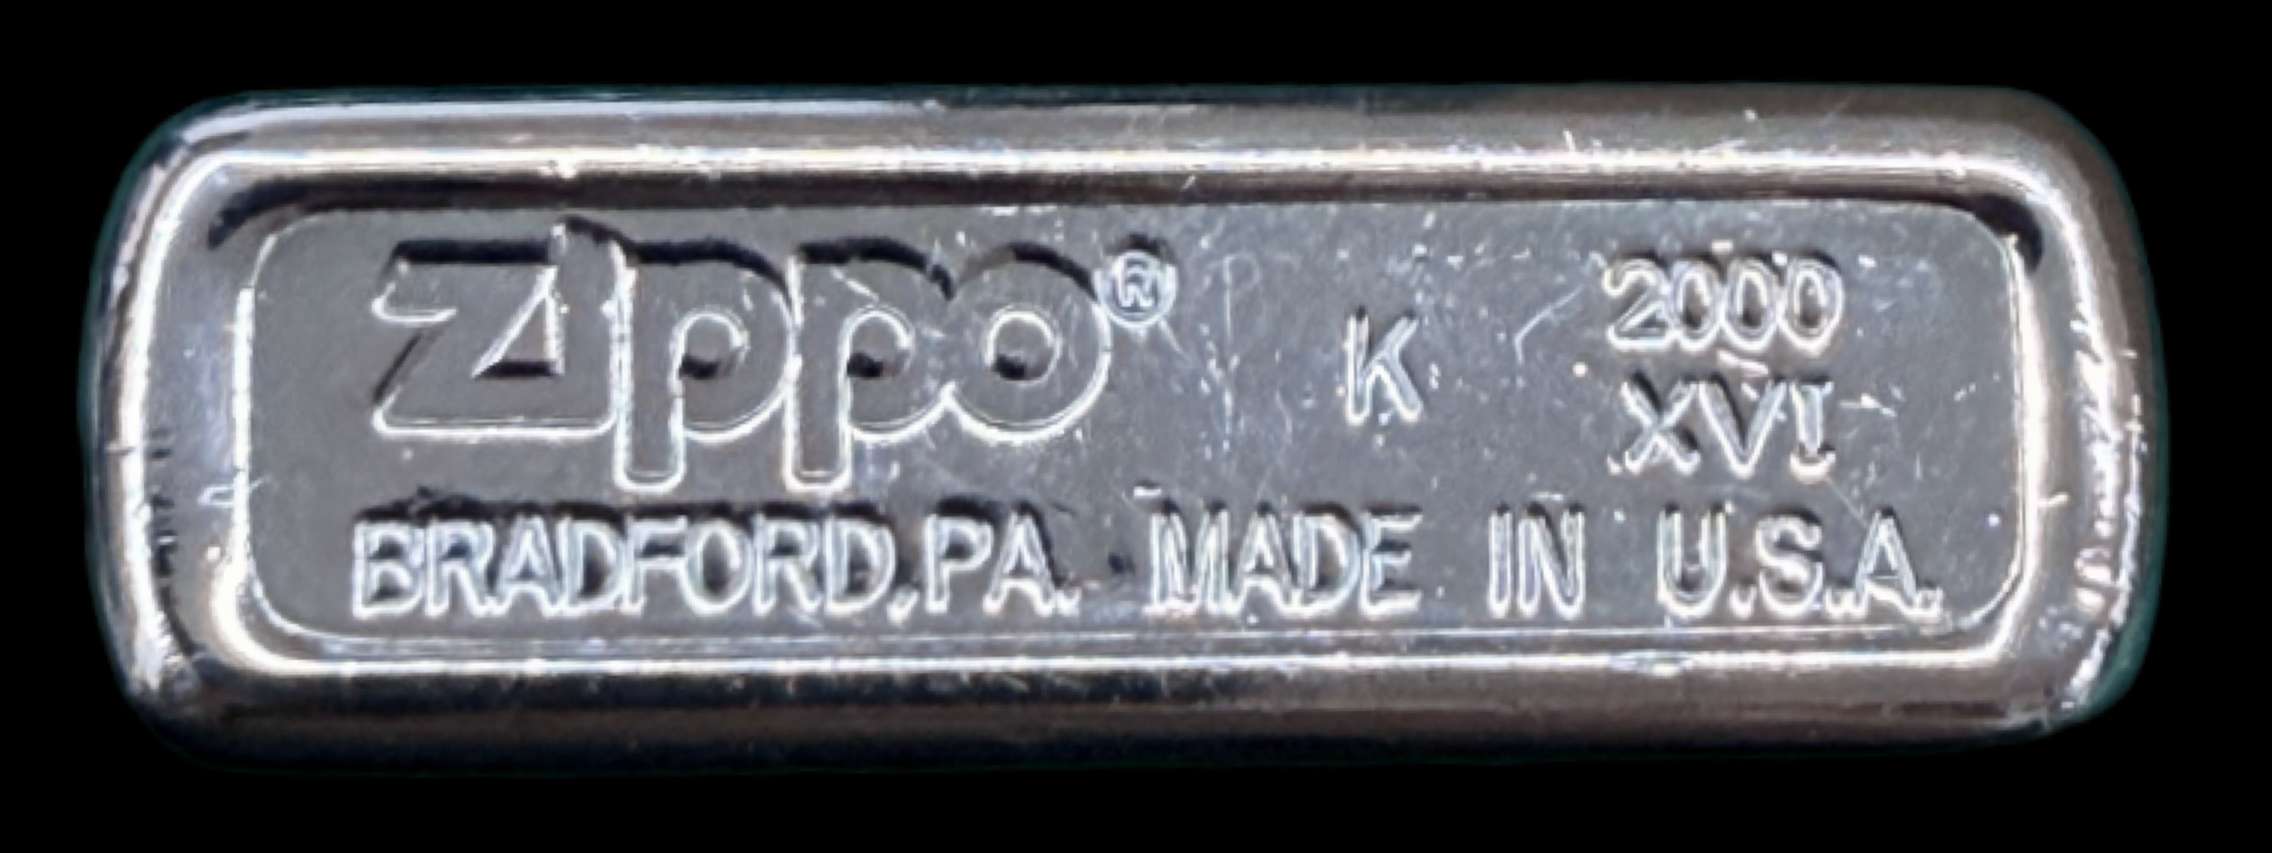 Zippo® K 2000
XVI
BRADFORD, PA. MADE IN U.S.A.